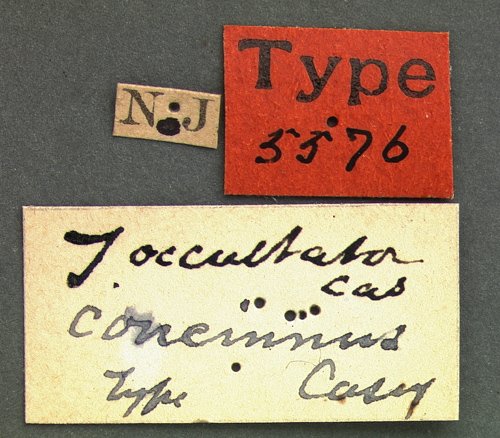 N.J
Type
5576
T occultator
cas
concinnus
Type Casey